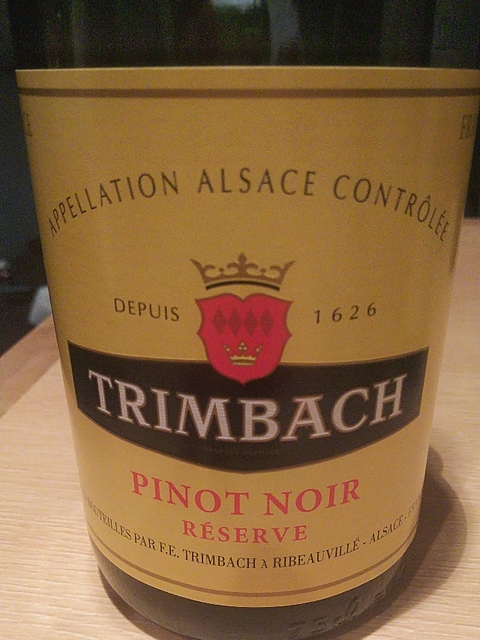 APPELLATION ALSACE CONTRÔLÉE
DEPUIS 1626
TRIMBACH
PINOT NOIR
RÉSERVE
PAR F.E. TRIMBACH A RIBEAUVILLÉ - ALSACE -